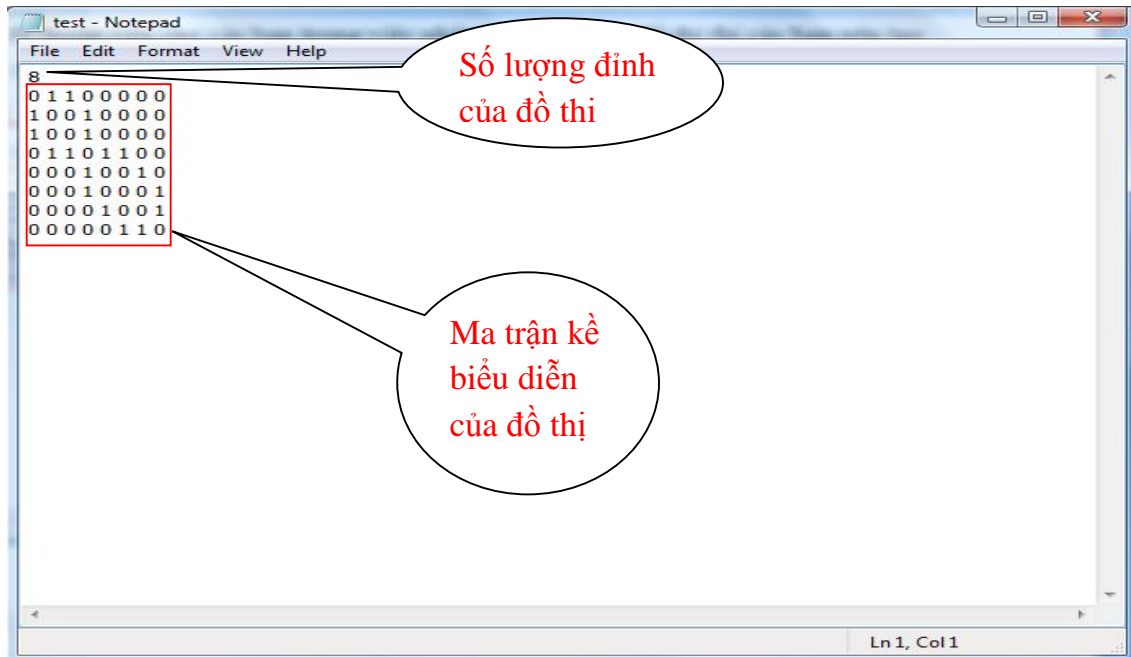 test - Notepad
File Edit Format View Help
8
0 1 1 0 0 0 0 0
1 0 0 1 0 0 0 0
1 0 0 1 0 0 0 0
0 1 1 0 1 1 0 0
0 0 0 1 0 0 1 0
0 0 0 1 0 0 0 1
0 0 0 0 1 0 0 1
0 0 0 0 0 1 1 0
Số lượng đỉnh
của đồ thi
Ma trận kề
biểu diễn
của đồ thị
Ln 1, Col 1